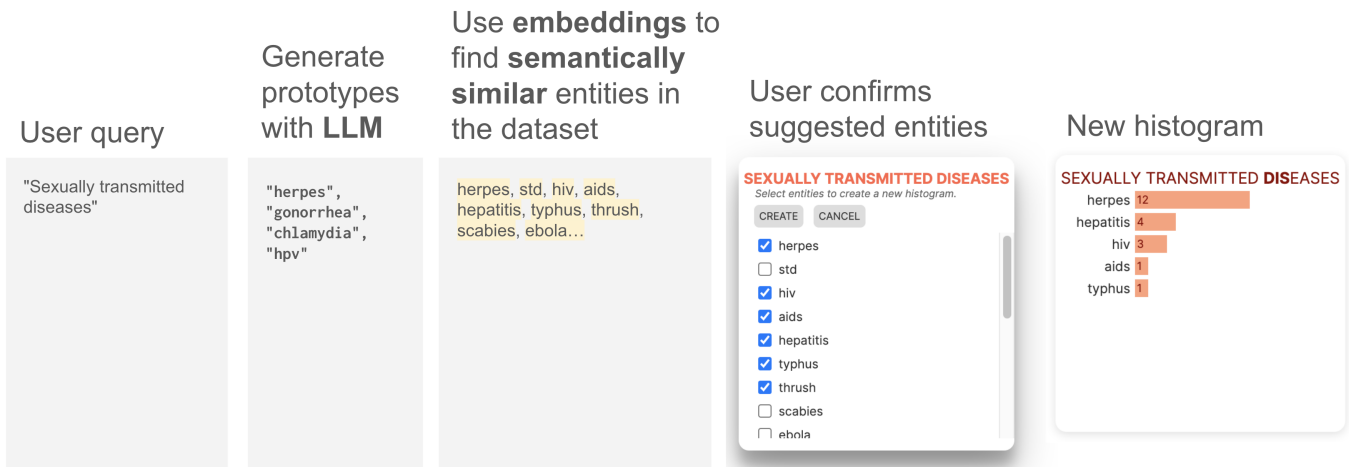 User query
"Sexually transmitted
diseases"
Generate
prototypes
with LLM
"herpes",
"gonorrhea",
"chlamydia",
"hpv"
Use embeddings to
find semantically
similar entities in
the dataset
herpes, std, hiv, aids,
hepatitis, typhus, thrush,
scabies, ebola…
User confirms
suggested entities
SEXUALLY TRANSMITTED DISEASES
Select entities to create a new histogram.
CREATE CANCEL
herpes
std
hiv
aids
hepatitis
typhus
thrush
scabies
ebola
New histogram
SEXUALLY TRANSMITTED DISEASES
herpes 12
hepatitis 4
hiv 3
aids 1
typhus 1